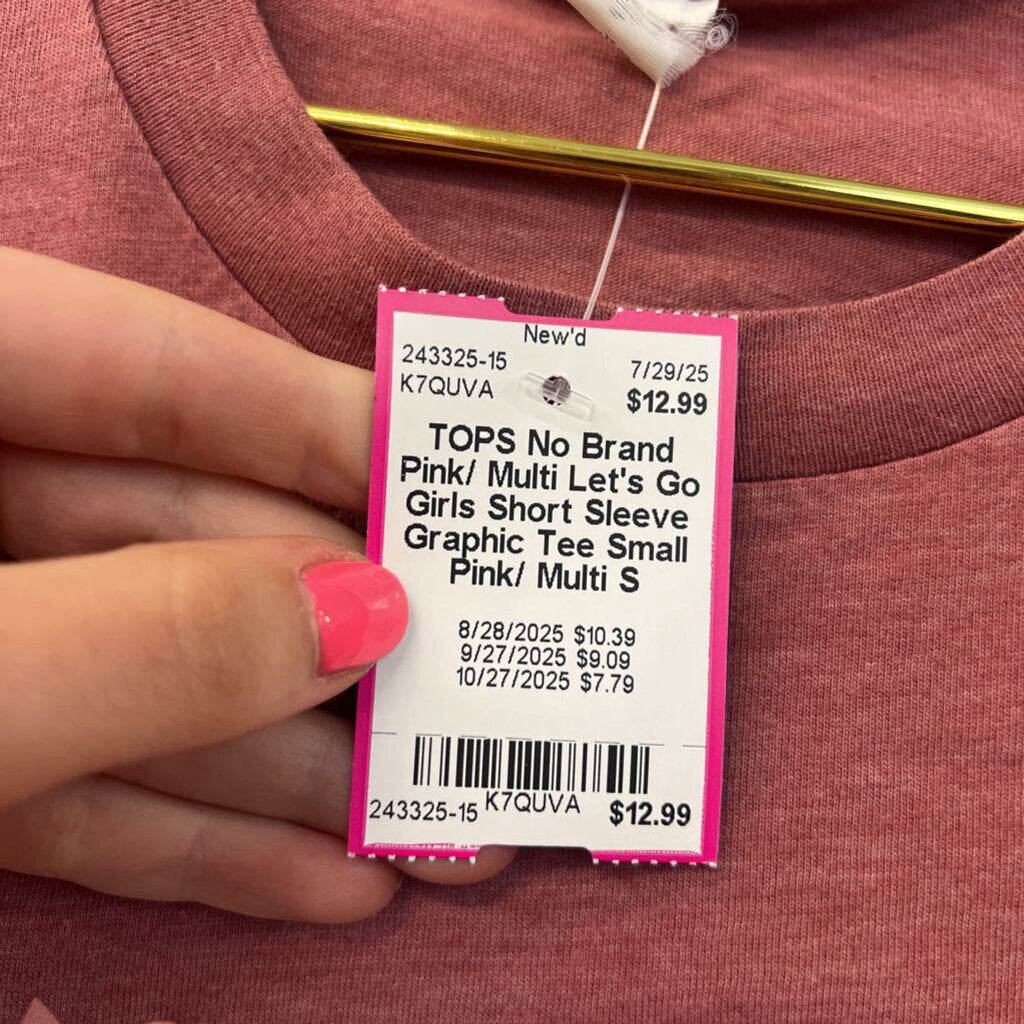 New'd
243325-15 7/29/25
K7QUVA $12.99
TOPS No Brand
Pink/ Multi Let's Go
Girls Short Sleeve
Graphic Tee Small
Pink/ Multi S
8/28/2025 $10.39
9/27/2025 $9.09
10/27/2025 $7.79
243325-15 K7QUVA $12.99